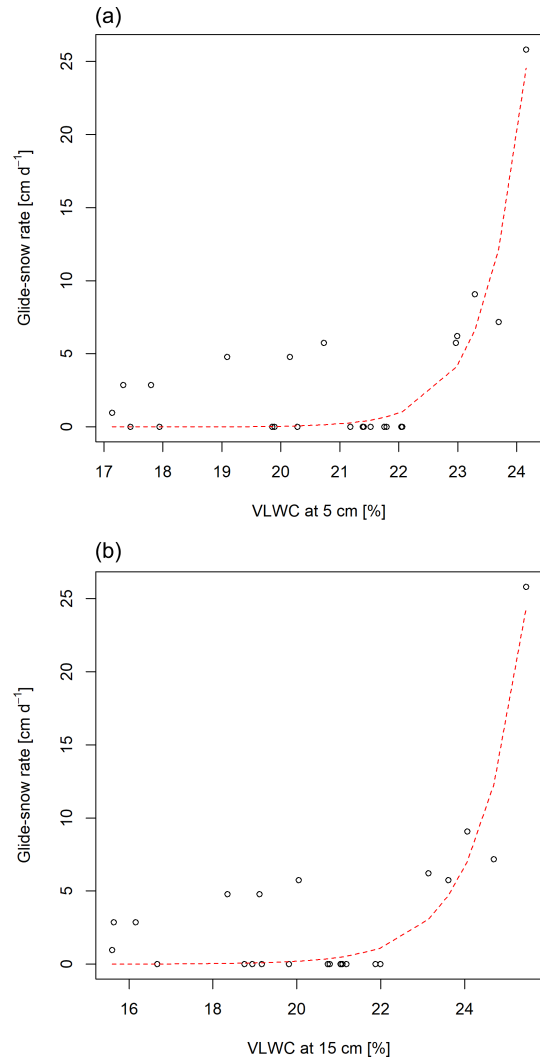 (a)
Glide-snow rate [cm d⁻¹]
25
20
15
10
5
0
17 18 19 20 21 22 23 24
VLWC at 5 cm [%]
(b)
Glide-snow rate [cm d⁻¹]
25
20
15
10
5
0
16 18 20 22 24
VLWC at 15 cm [%]